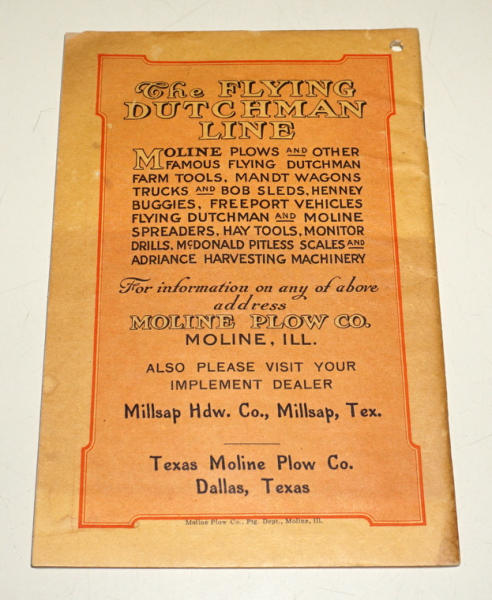 The FLYING
DUTCHMAN
LINE
MOLINE PLOWS AND OTHER
FAMOUS FLYING DUTCHMAN
FARM TOOLS, MANDT WAGONS
TRUCKS AND BOB SLEDS, HENNEY
BUGGIES, FREEPORT VEHICLES
FLYING DUTCHMAN AND MOLINE
SPREADERS, HAY TOOLS, MONITOR
DRILLS, McDONALD PITLESS SCALES AND
ADRIANCE HARVESTING MACHINERY
For information on any of above
address
MOLINE PLOW CO.
MOLINE, ILL.
ALSO PLEASE VISIT YOUR
IMPLEMENT DEALER
Millsap Hdw. Co., Millsap, Tex.
Texas Moline Plow Co.
Dallas, Texas
Moline Plow Co., Ptg. Dept., Moline, Ill.